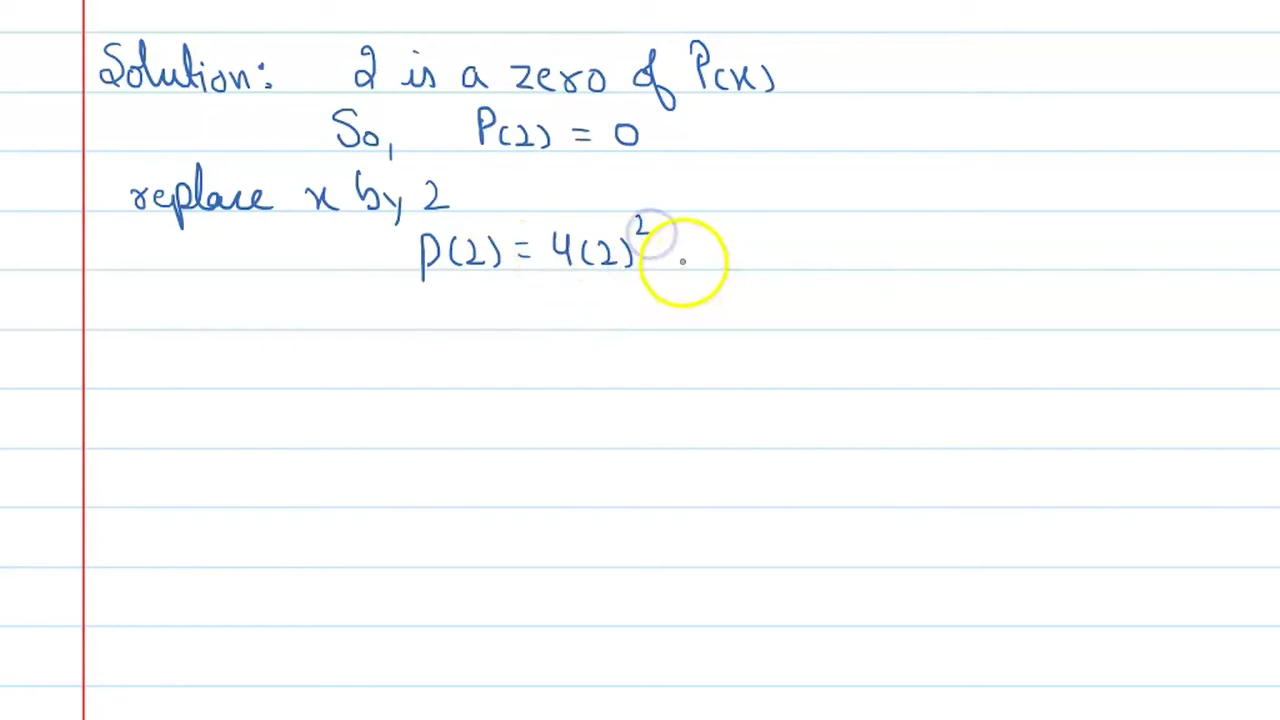 Solution: 2 is a zero of P(x)
So, P(2) = 0
replace x by 2
p(2) = 4(2)²